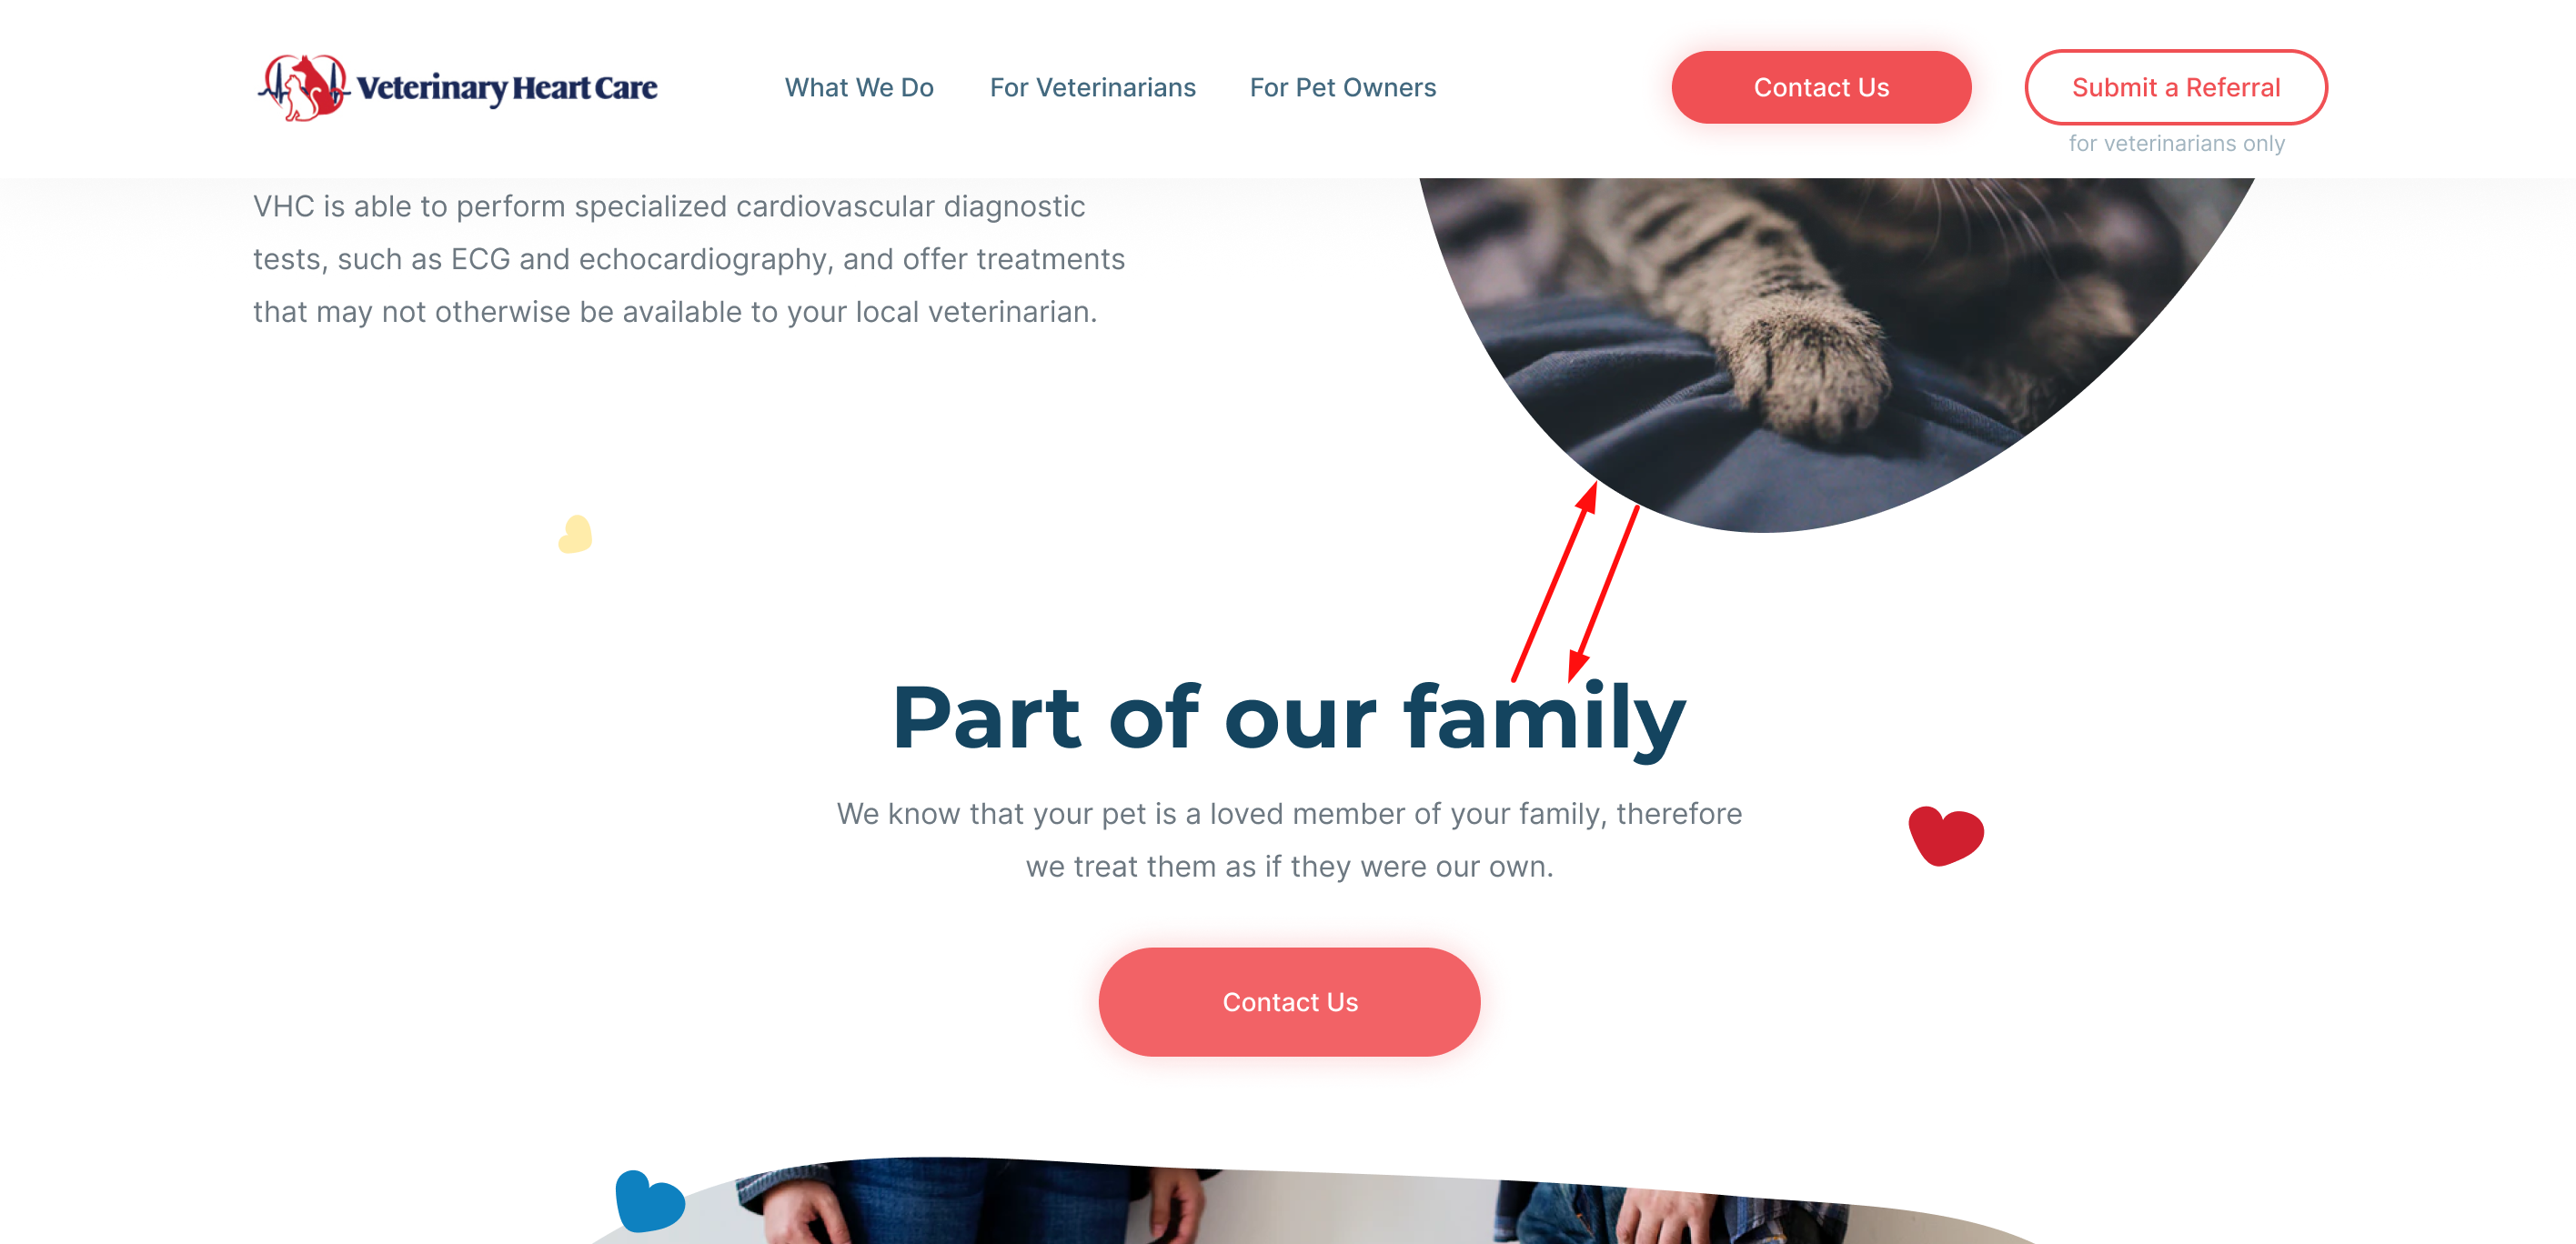 Veterinary Heart Care
What We Do
For Veterinarians
For Pet Owners
Contact Us
Submit a Referral
for veterinarians only
VHC is able to perform specialized cardiovascular diagnostic
tests, such as ECG and echocardiography, and offer treatments
that may not otherwise be available to your local veterinarian.
Part of our family
We know that your pet is a loved member of your family, therefore
we treat them as if they were our own.
Contact Us